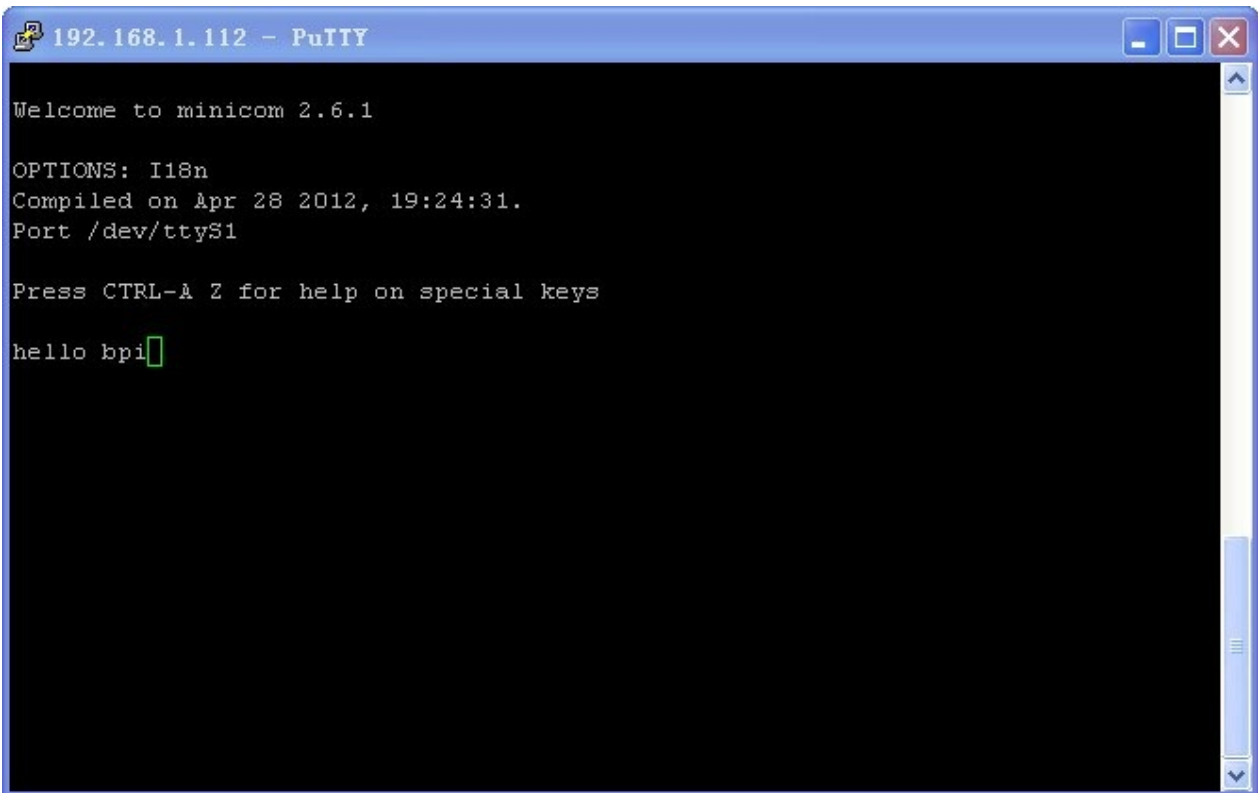 192.168.1.112 - PuTTY
Welcome to minicom 2.6.1
OPTIONS: I18n
Compiled on Apr 28 2012, 19:24:31.
Port /dev/ttyS1
Press CTRL-A Z for help on special keys
hello bpi